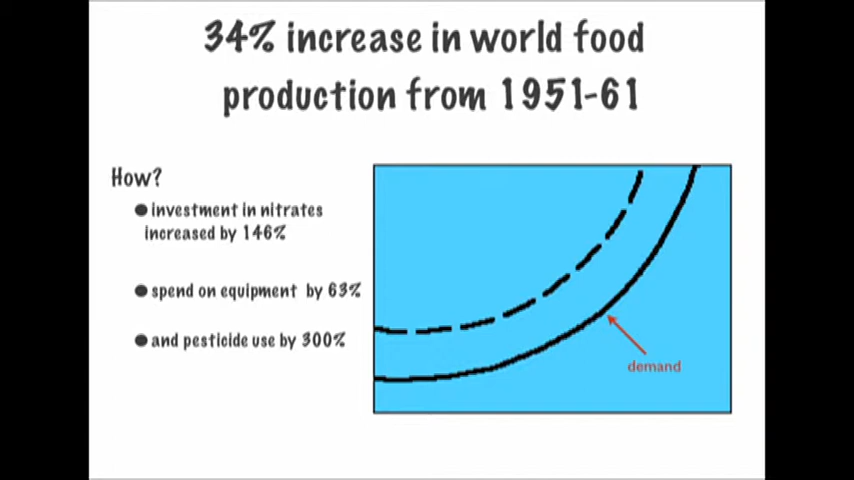 34% increase in world food
production from 1951-61
How?
● investment in nitrates
increased by 146%
● spend on equipment by 63%
● and pesticide use by 300%
demand